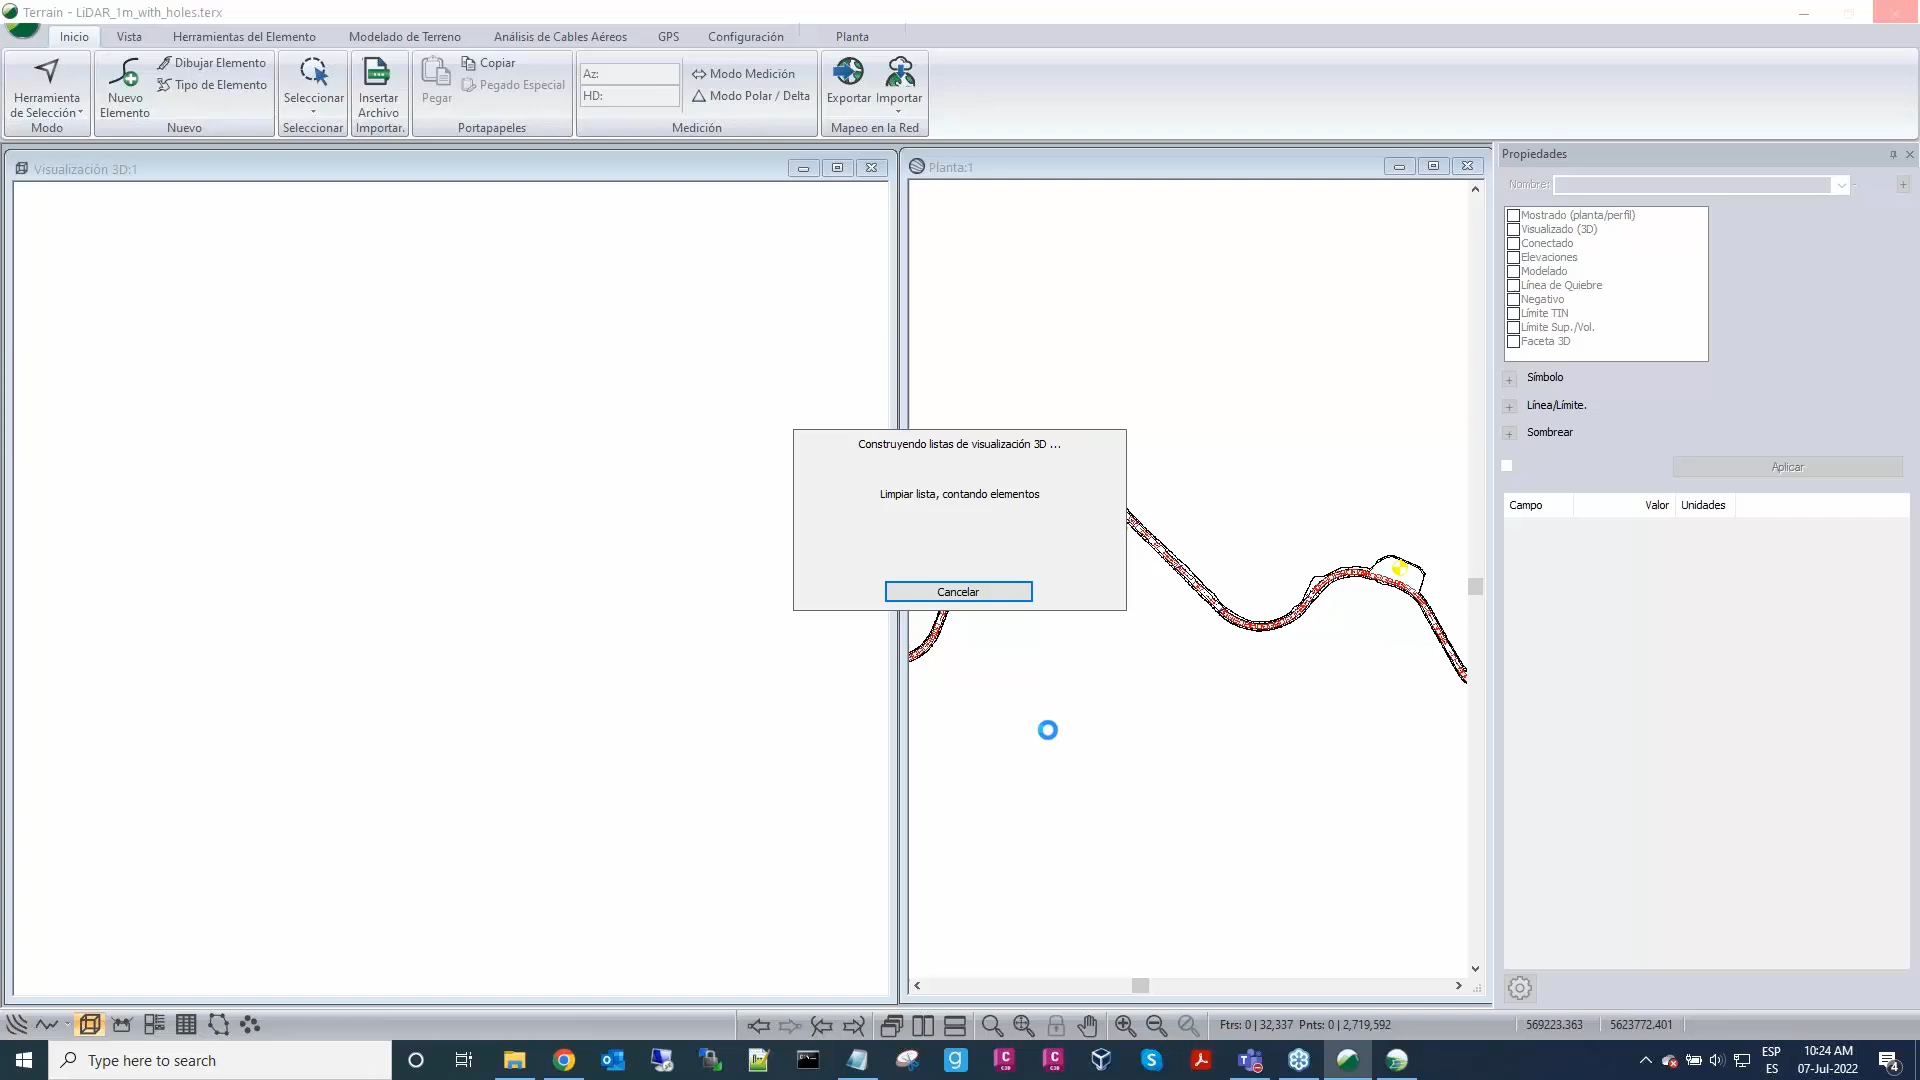 Terrain - LiDAR_1m_with_holes.terx
Inicio
Vista
Herramientas del Elemento
Modelado de Terreno
Análisis de Cables Aéreos
GPS
Configuración
Planta
Herramienta
de Selección
Modo
Nuevo
Elemento
Dibujar Elemento
Tipo de Elemento
Nuevo
Seleccionar
Seleccionar
Insertar
Archivo
Importar.
Pegar
Copiar
Pegado Especial
Portapapeles
Az:
HD:
Modo Medición
Modo Polar / Delta
Medición
Exportar
Importar
Mapeo en la Red
Visualización 3D:1
Planta:1
Construyendo listas de visualización 3D ...
Limpiar lista, contando elementos
Cancelar
Propiedades
Nombre:
Mostrado (planta/perfil)
Visualizado (3D)
Conectado
Elevaciones
Modelado
Línea de Quiebre
Negativo
Límite TIN
Límite Sup./Vol.
Faceta 3D
Símbolo
Línea/Límite.
Sombrear
Aplicar
Campo Valor Unidades
Ftrs: 0 | 32,337 Pnts: 0 | 2,719,592
569223.363
5623772.401
Type here to search
ESP
ES
10:24 AM
07-Jul-2022
4